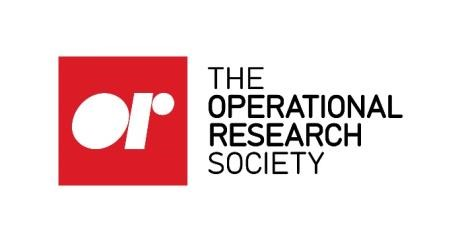 or
THE
OPERATIONAL
RESEARCH
SOCIETY